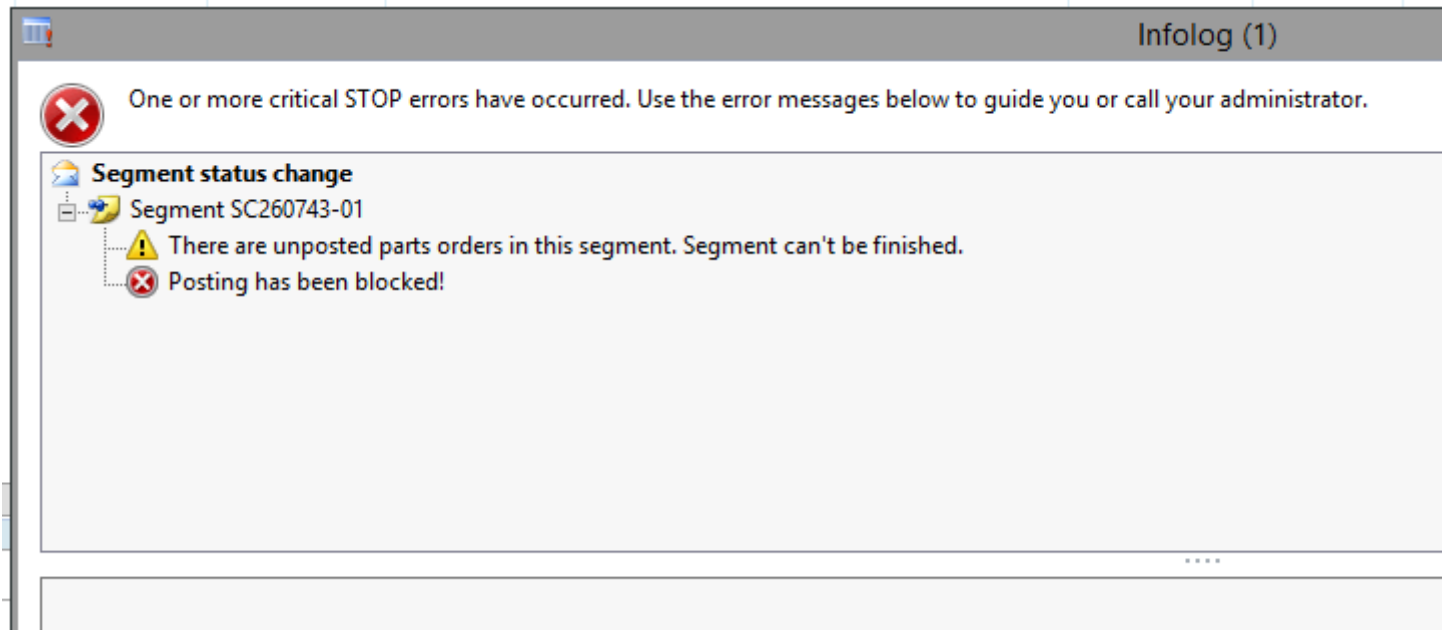 Infolog (1)
One or more critical STOP errors have occurred. Use the error messages below to guide you or call your administrator.
Segment status change
Segment SC260743-01
There are unposted parts orders in this segment. Segment can't be finished.
Posting has been blocked!